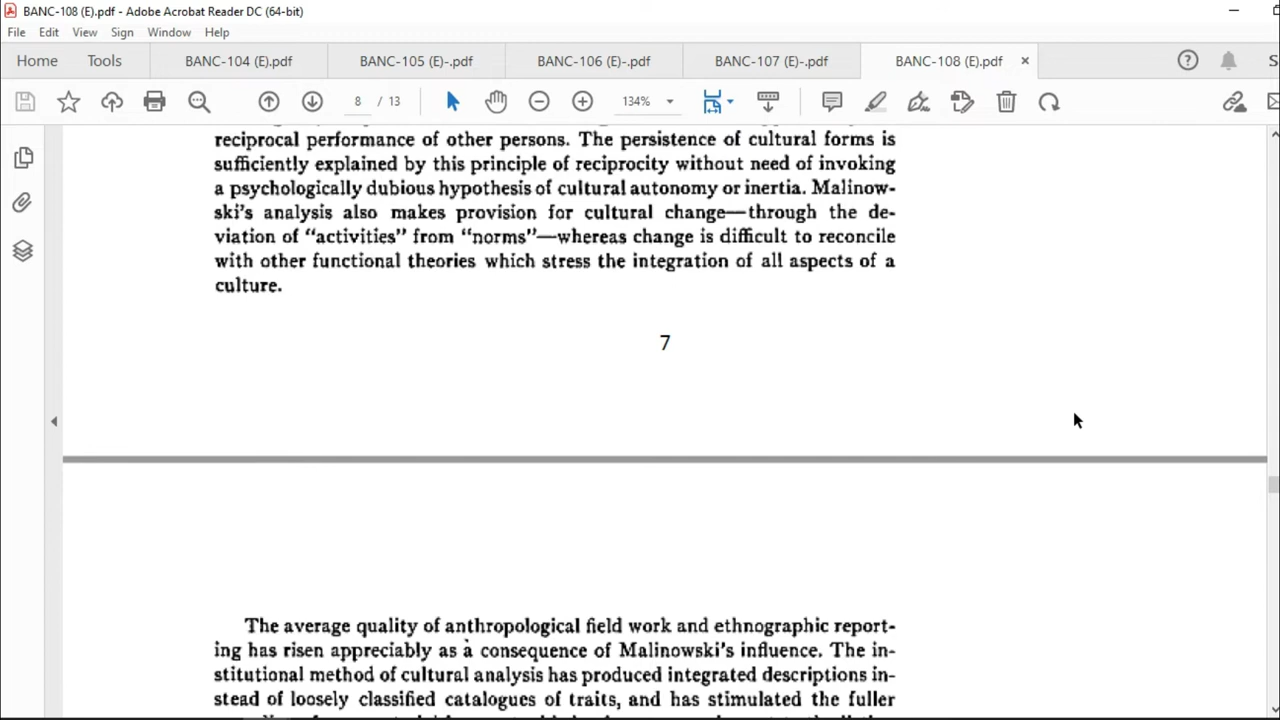 BANC-108 (E).pdf - Adobe Acrobat Reader DC (64-bit)
File Edit View Sign Window Help
Home Tools BANC-104 (E).pdf BANC-105 (E)-.pdf BANC-106 (E)-.pdf BANC-107 (E)-.pdf BANC-108 (E).pdf ×
8 / 13 134%
reciprocal performance of other persons. The persistence of cultural forms is
sufficiently explained by this principle of reciprocity without need of invoking
a psychologically dubious hypothesis of cultural autonomy or inertia. Malinow-
ski's analysis also makes provision for cultural change—through the de-
viation of "activities" from "norms"—whereas change is difficult to reconcile
with other functional theories which stress the integration of all aspects of a
culture.
7
The average quality of anthropological field work and ethnographic report-
ing has risen appreciably as a consequence of Malinowski's influence. The in-
stitutional method of cultural analysis has produced integrated descriptions in-
stead of loosely classified catalogues of traits, and has stimulated the fuller